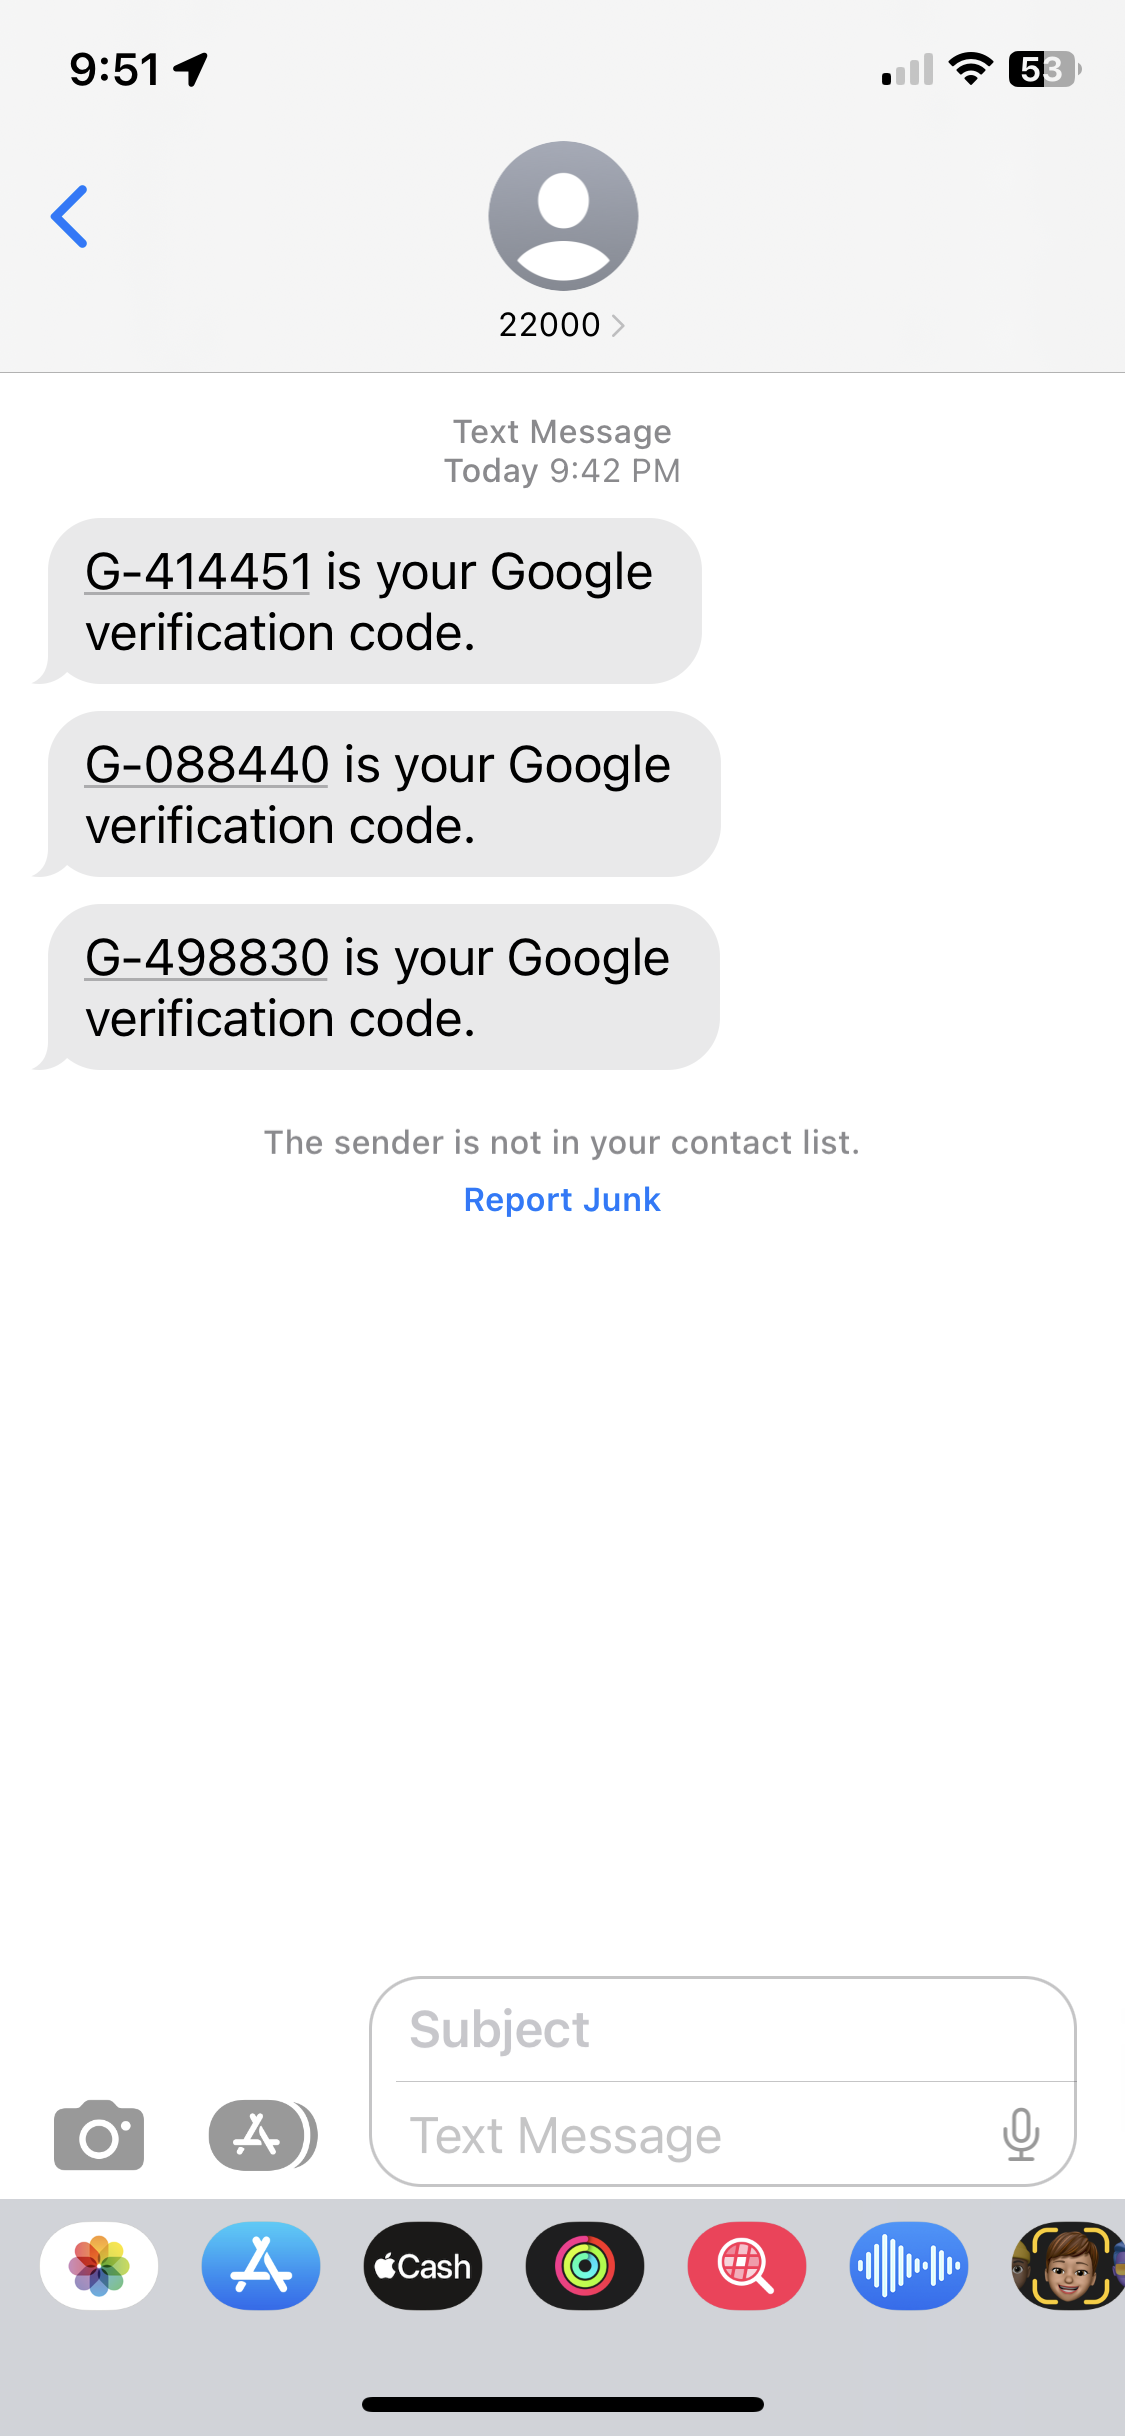 9:51
53
22000
Text Message
Today 9:42 PM
G-414451 is your Google
verification code.
G-088440 is your Google
verification code.
G-498830 is your Google
verification code.
The sender is not in your contact list.
Report Junk
Subject
Text Message
Cash